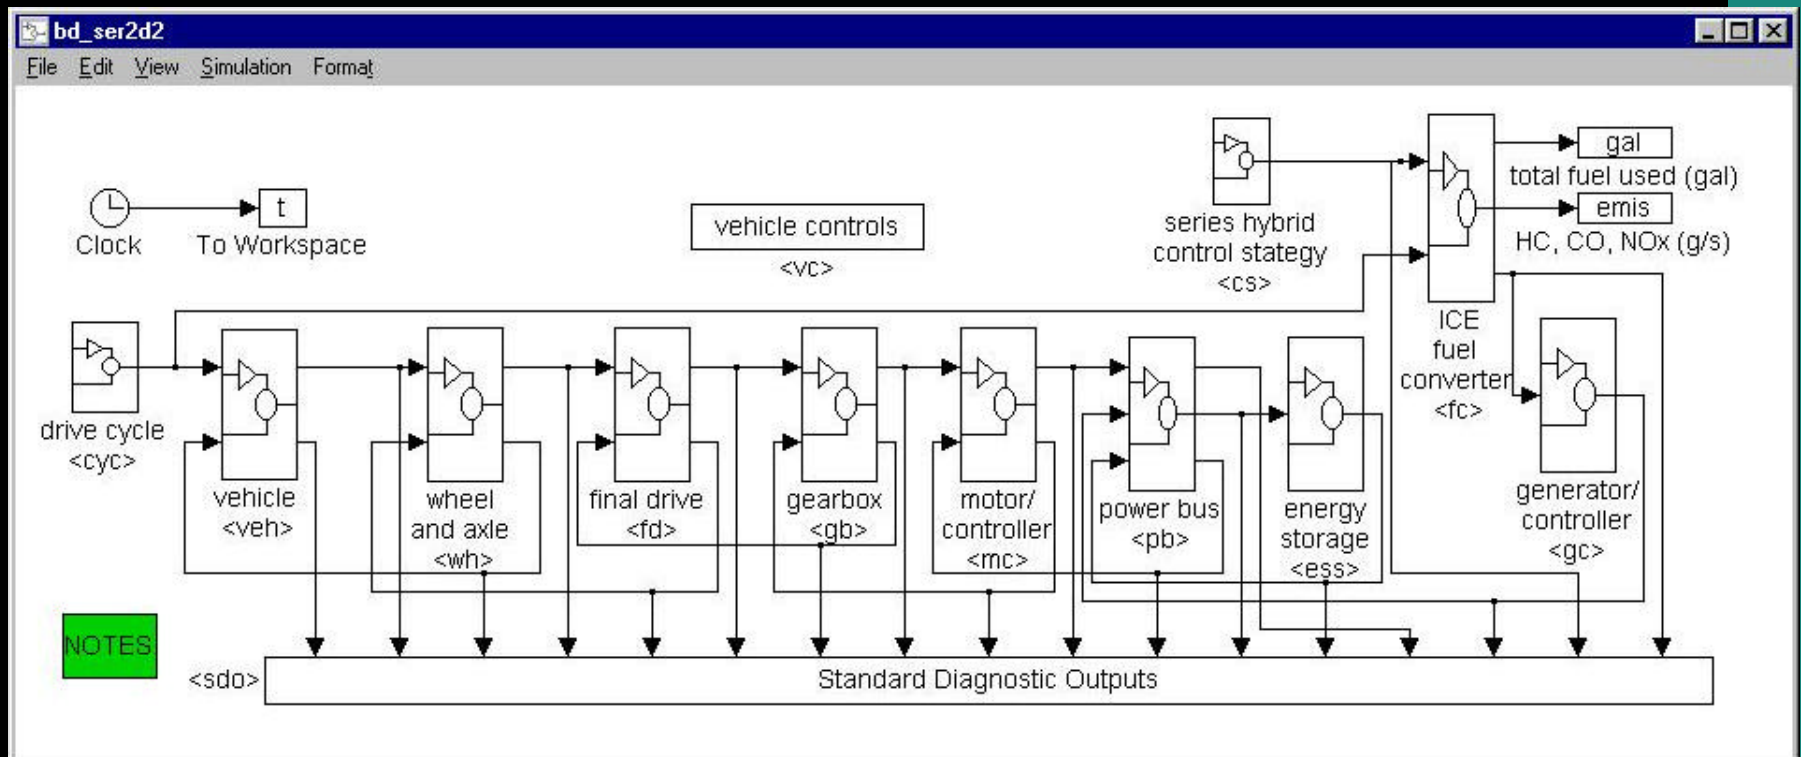 bd_ser2d2
File Edit View Simulation Format
Clock
t
To Workspace
vehicle controls
<vc>
series hybrid
control stategy
<cs>
gal
total fuel used (gal)
emis
HC, CO, NOx (g/s)
ICE
fuel
converter
<fc>
drive cycle
<cyc>
vehicle
<veh>
wheel
and axle
<wh>
final drive
<fd>
gearbox
<gb>
motor/
controller
<mc>
power bus
<pb>
energy
storage
<ess>
generator/
controller
<gc>
NOTES
<sdo>
Standard Diagnostic Outputs